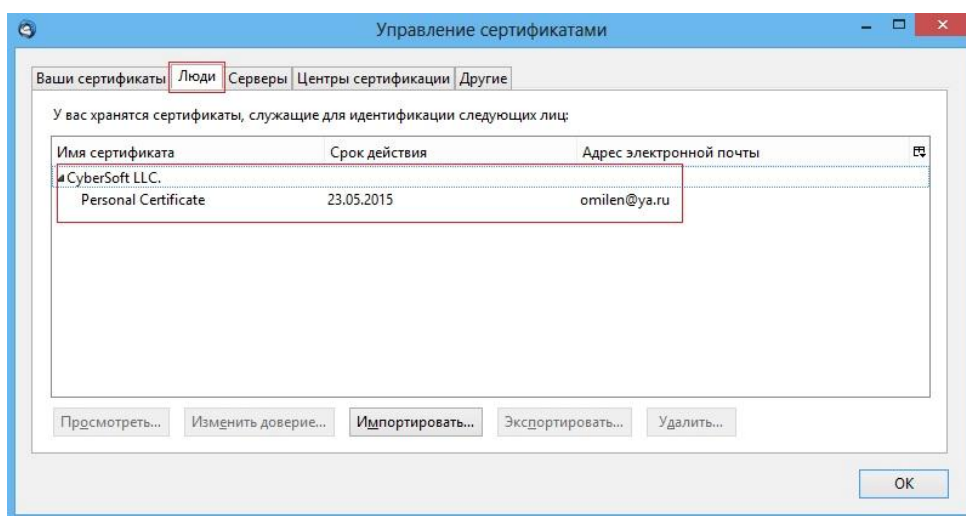 Управление сертификатами
Ваши сертификаты Люди Серверы Центры сертификации Другие
У вас хранятся сертификаты, служащие для идентификации следующих лиц:
Имя сертификата Срок действия Адрес электронной почты
CyberSoft LLC.
Personal Certificate 23.05.2015 omilen@ya.ru
Просмотреть... Изменить доверие... Импортировать... Экспортировать... Удалить...
ОК